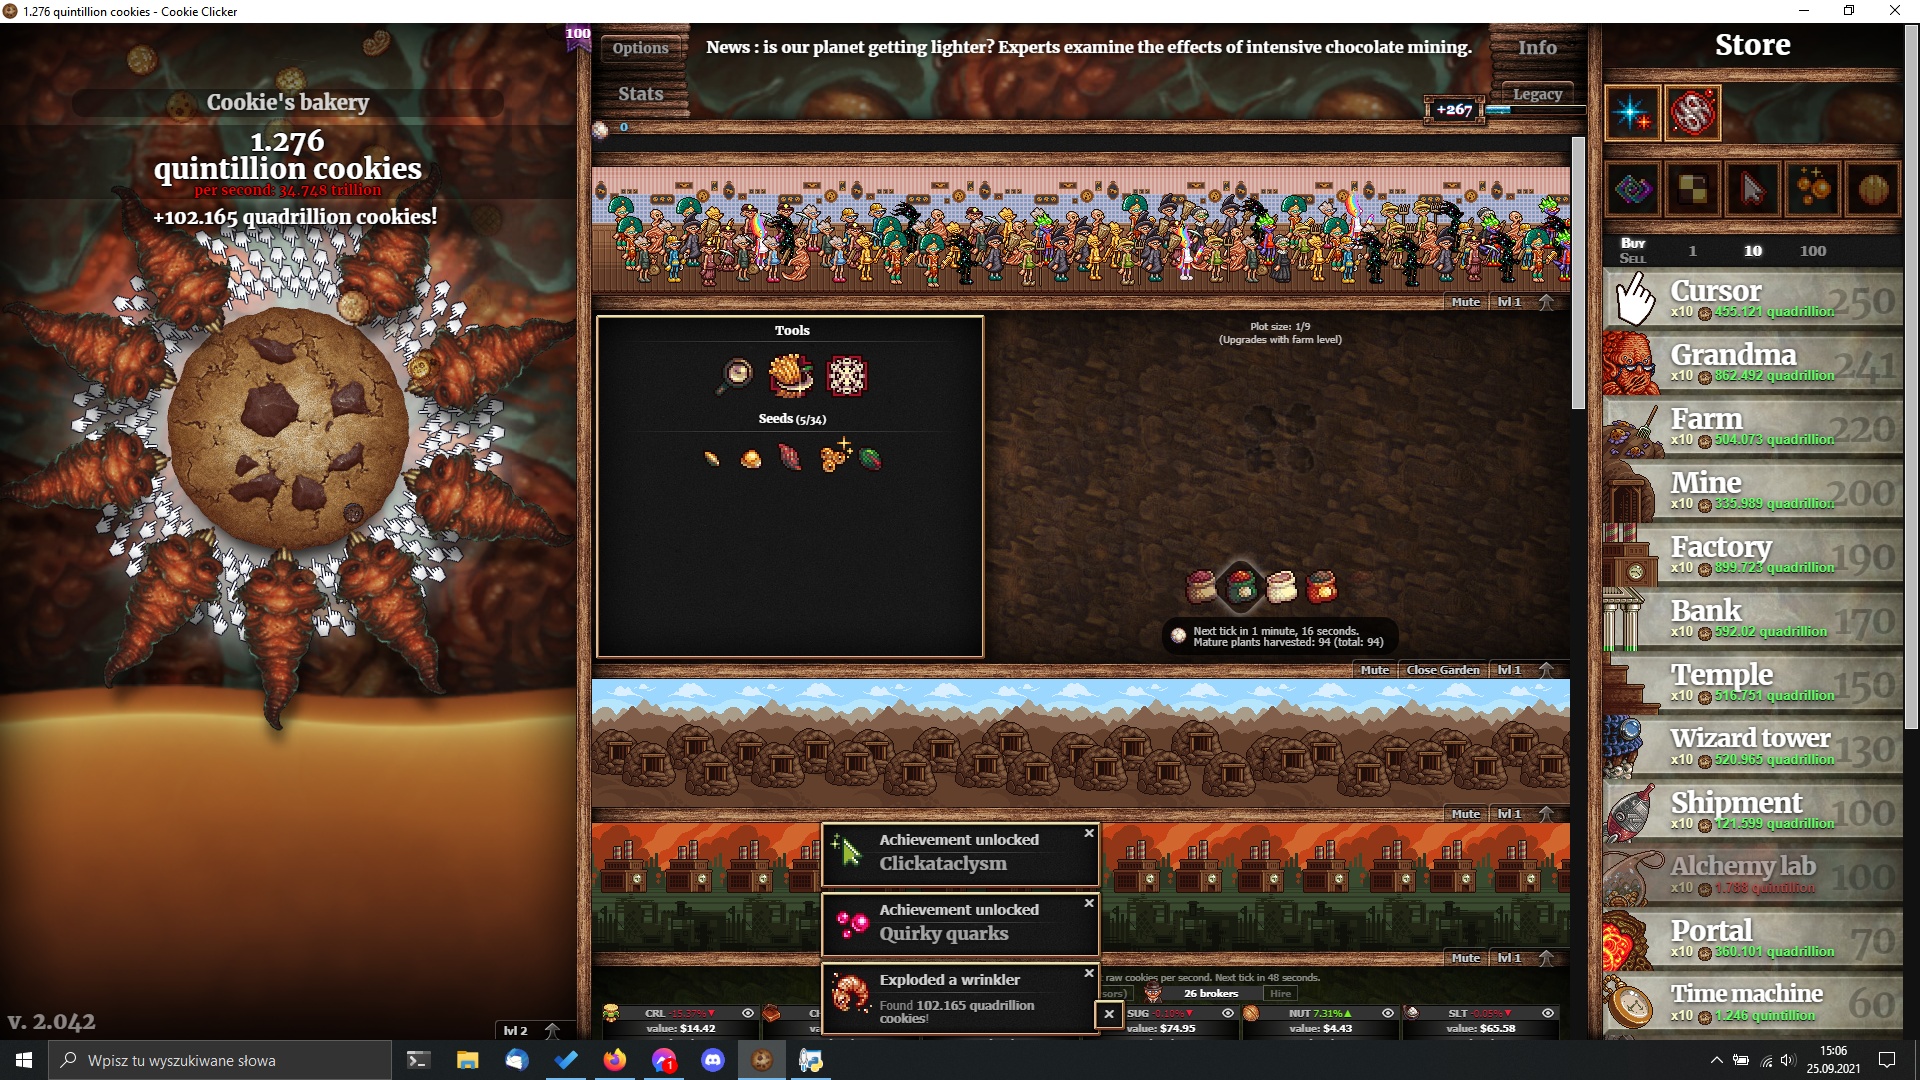 1.276 quintillion cookies - Cookie Clicker
100
Options
Stats
News : is our planet getting lighter? Experts examine the effects of intensive chocolate mining.
Info
Legacy
+267
0
Cookie's bakery
1.276
quintillion cookies
per second: 34.748 trillion
+102.165 quadrillion cookies!
v. 2.042
lvl 2
Mute
lvl 1
Tools
Seeds (5/34)
Plot size: 1/9
(Upgrades with farm level)
Next tick in 1 minute, 16 seconds.
Mature plants harvested: 94 (total: 94)
Mute
Close Garden
lvl 1
Mute
lvl 1
Achievement unlocked
Clickataclysm
Achievement unlocked
Quirky quarks
Exploded a wrinkler
Found 102.165 quadrillion
cookies!
Mute
lvl 1
raw cookies per second. Next tick in 48 seconds.
sors)
26 brokers
Hire
CRL -15.37%▼
value: $14.42
CH
SUG -0.10%▼
value: $74.95
NUT 7.31%▲
value: $4.43
SLT -0.05%▼
value: $65.58
Store
Buy
Sell
1
10
100
Cursor
x10 455.121 quadrillion
250
Grandma
x10 862.492 quadrillion
241
Farm
x10 504.073 quadrillion
220
Mine
x10 335.989 quadrillion
200
Factory
x10 899.723 quadrillion
190
Bank
x10 592.02 quadrillion
170
Temple
x10 516.751 quadrillion
150
Wizard tower
x10 520.965 quadrillion
130
Shipment
x10 121.599 quadrillion
100
Alchemy lab
x10 1.788 quintillion
100
Portal
x10 360.101 quadrillion
70
Time machine
x10 1.246 quintillion
60
Wpisz tu wyszukiwane słowa
1
15:06
25.09.2021